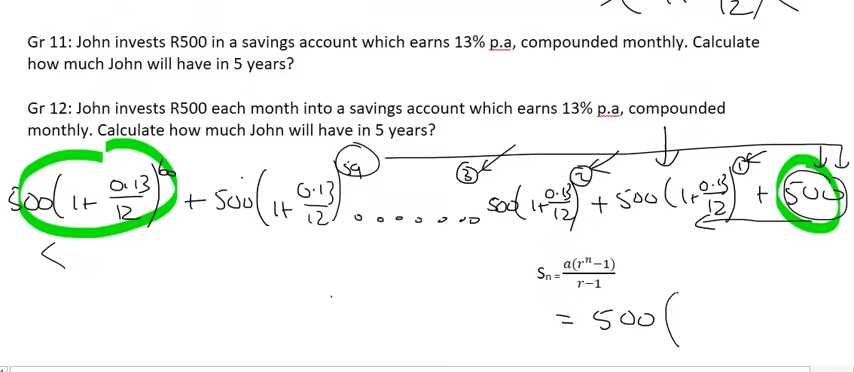 12
Gr 11: John invests R500 in a savings account which earns 13% p.a, compounded monthly. Calculate
how much John will have in 5 years?
Gr 12: John invests R500 each month into a savings account which earns 13% p.a, compounded
monthly. Calculate how much John will have in 5 years?
500(1+0.13/12)^60 + 500(1+0.13/12)^59 ........ 500(1+0.13/12)^② + 500(1+0.13/12)^① + 500
③
Sn = a(rⁿ−1)/r−1
= 500(